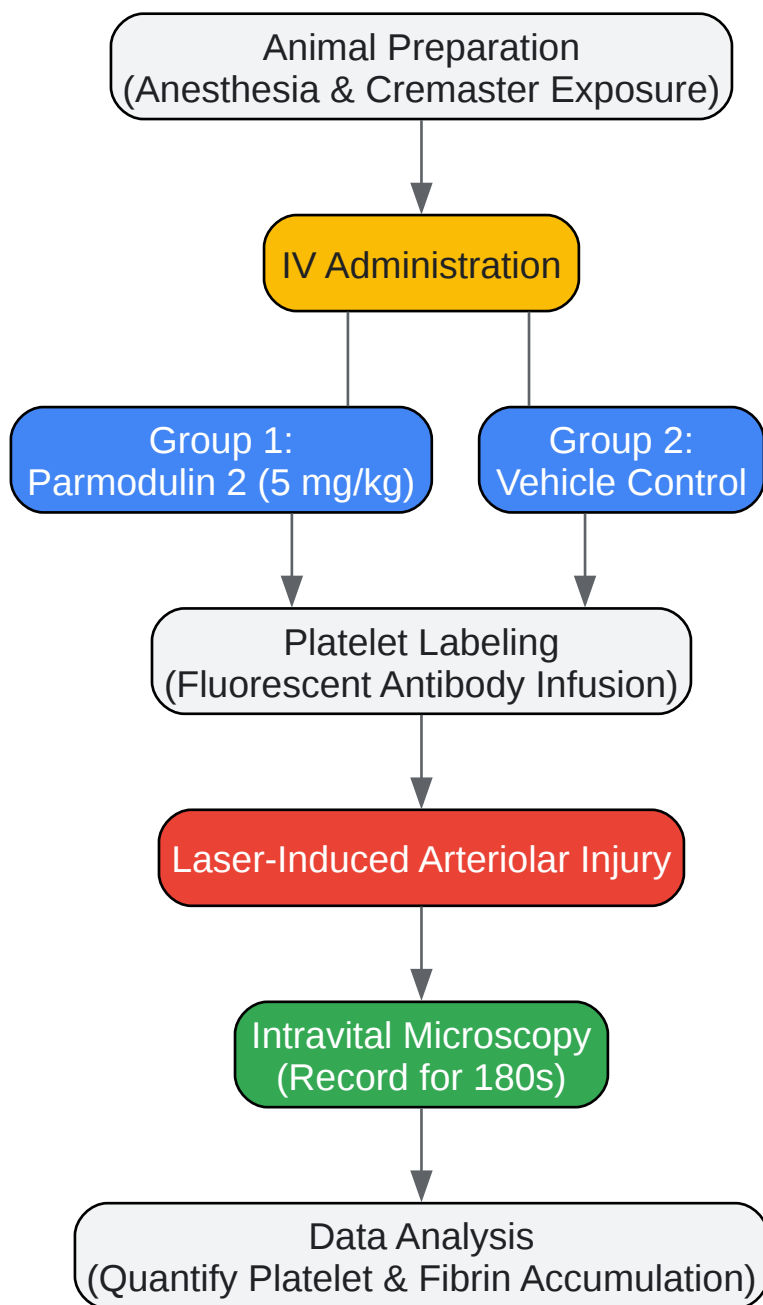 Animal Preparation
(Anesthesia & Cremaster Exposure)
IV Administration
Group 1:
Parmodulin 2 (5 mg/kg)
Group 2:
Vehicle Control
Platelet Labeling
(Fluorescent Antibody Infusion)
Laser-Induced Arteriolar Injury
Intravital Microscopy
(Record for 180s)
Data Analysis
(Quantify Platelet & Fibrin Accumulation)